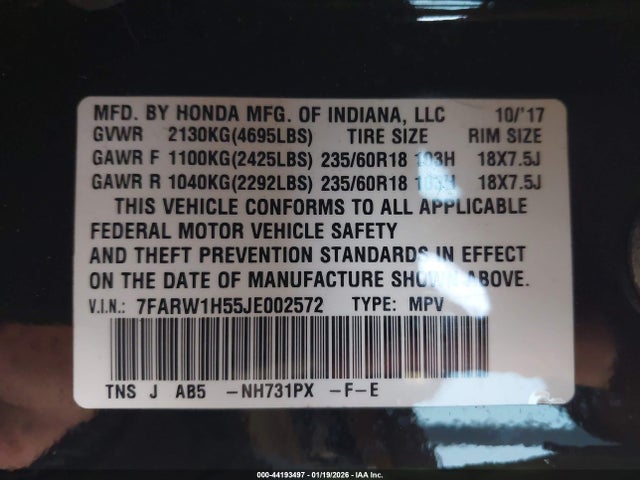 MFD. BY HONDA MFG. OF INDIANA, LLC 10/'17
GVWR 2130KG(4695LBS) TIRE SIZE RIM SIZE
GAWR F 1100KG(2425LBS) 235/60R18 103H 18X7.5J
GAWR R 1040KG(2292LBS) 235/60R18 103H 18X7.5J
THIS VEHICLE CONFORMS TO ALL APPLICABLE
FEDERAL MOTOR VEHICLE SAFETY
AND THEFT PREVENTION STANDARDS IN EFFECT
ON THE DATE OF MANUFACTURE SHOWN ABOVE.
V.I.N.: 7FARW1H55JE002572 TYPE: MPV
TNS J AB5 -NH731PX -F-E
000-44193497 - 01/19/2026 - IAA Inc.